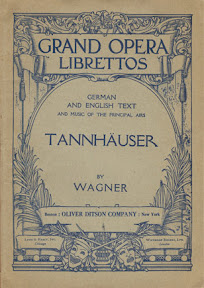 GRAND OPERA
LIBRETTOS
GERMAN
AND ENGLISH TEXT
AND MUSIC OF THE PRINCIPAL AIRS
TANNHÄUSER
BY
WAGNER
Boston : OLIVER DITSON COMPANY : New York